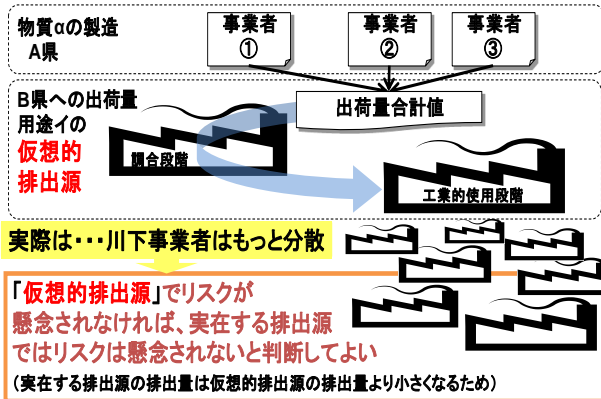 物質αの製造
A県
事業者
①
事業者
②
事業者
③
B県への出荷量
用途イの
仮想的
排出源
出荷量合計値
調合段階
工業的使用段階
実際は・・・川下事業者はもっと分散
「仮想的排出源」でリスクが
懸念されなければ、実在する排出源
ではリスクは懸念されないと判断してよい
(実在する排出源の排出量は仮想的排出源の排出量より小さくなるため)